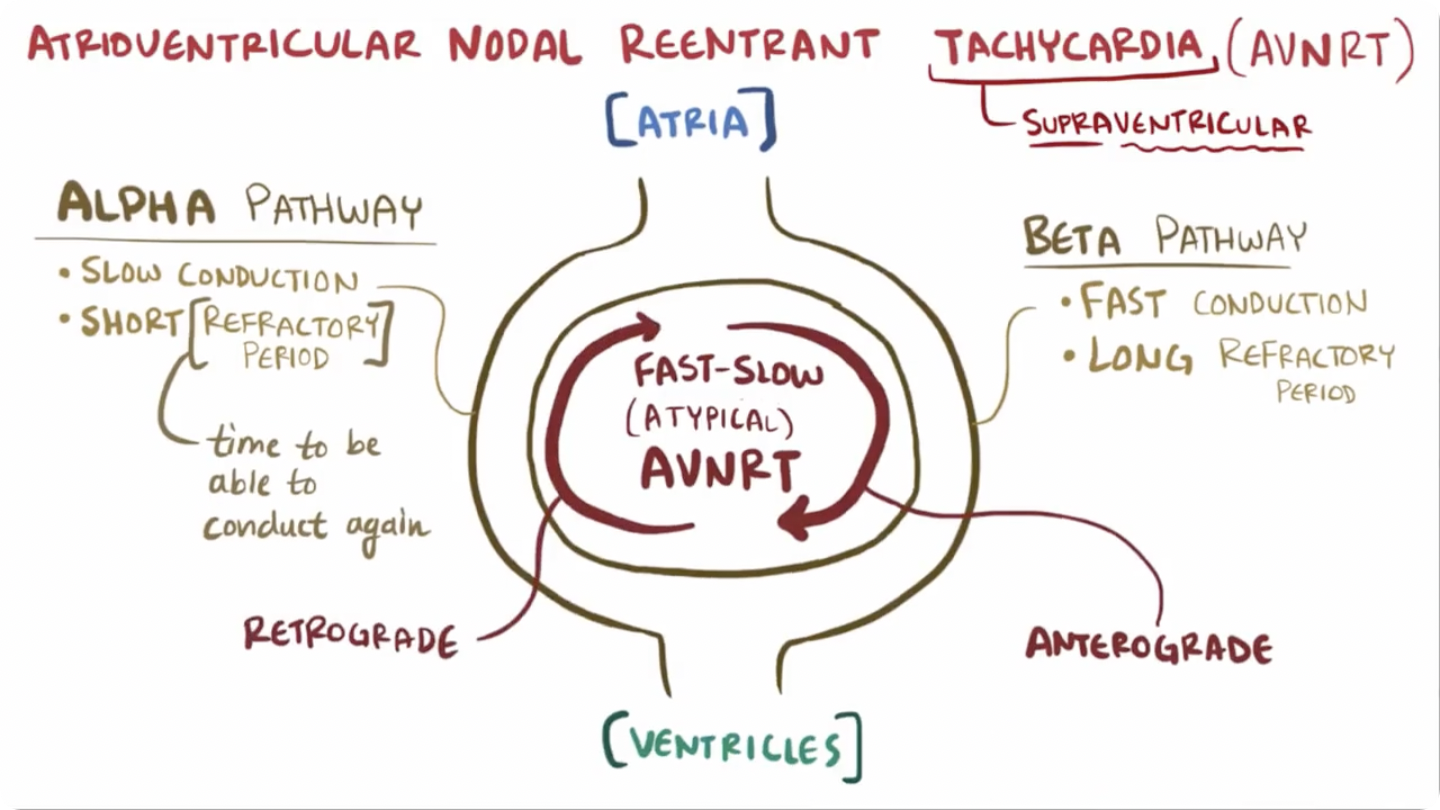 ATRIOVENTRICULAR NODAL REENTRANT TACHYCARDIA (AVNRT)
SUPRAVENTRICULAR
[ATRIA]
ALPHA PATHWAY
• SLOW CONDUCTION
• SHORT [REFRACTORY
PERIOD]
time to be
able to
conduct again
BETA PATHWAY
• FAST CONDUCTION
• LONG REFRACTORY
PERIOD
FAST-SLOW
(ATYPICAL)
AVNRT
RETROGRADE
ANTEROGRADE
[VENTRICLES]